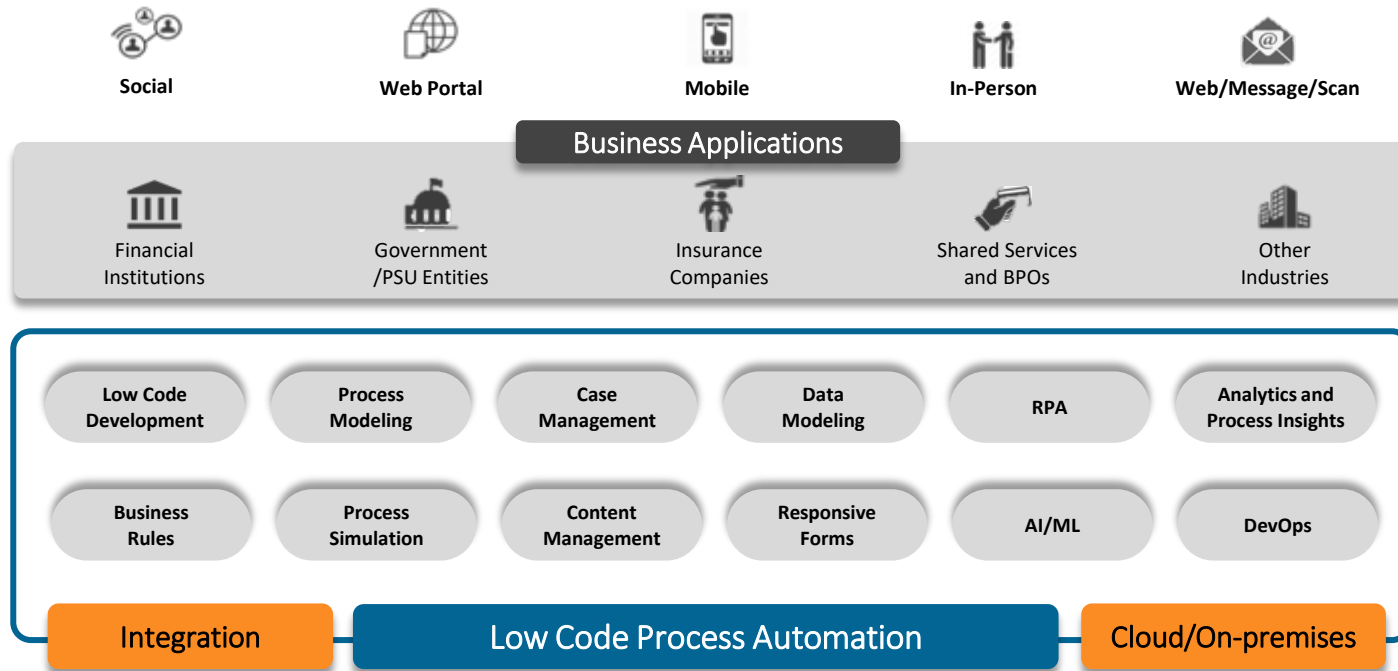 Social
Web Portal
Mobile
In-Person
Web/Message/Scan
Business Applications
Financial
Institutions
Government
/PSU Entities
Insurance
Companies
Shared Services
and BPOs
Other
Industries
Low Code
Development
Process
Modeling
Case
Management
Data
Modeling
RPA
Analytics and
Process Insights
Business
Rules
Process
Simulation
Content
Management
Responsive
Forms
AI/ML
DevOps
Integration
Low Code Process Automation
Cloud/On-premises